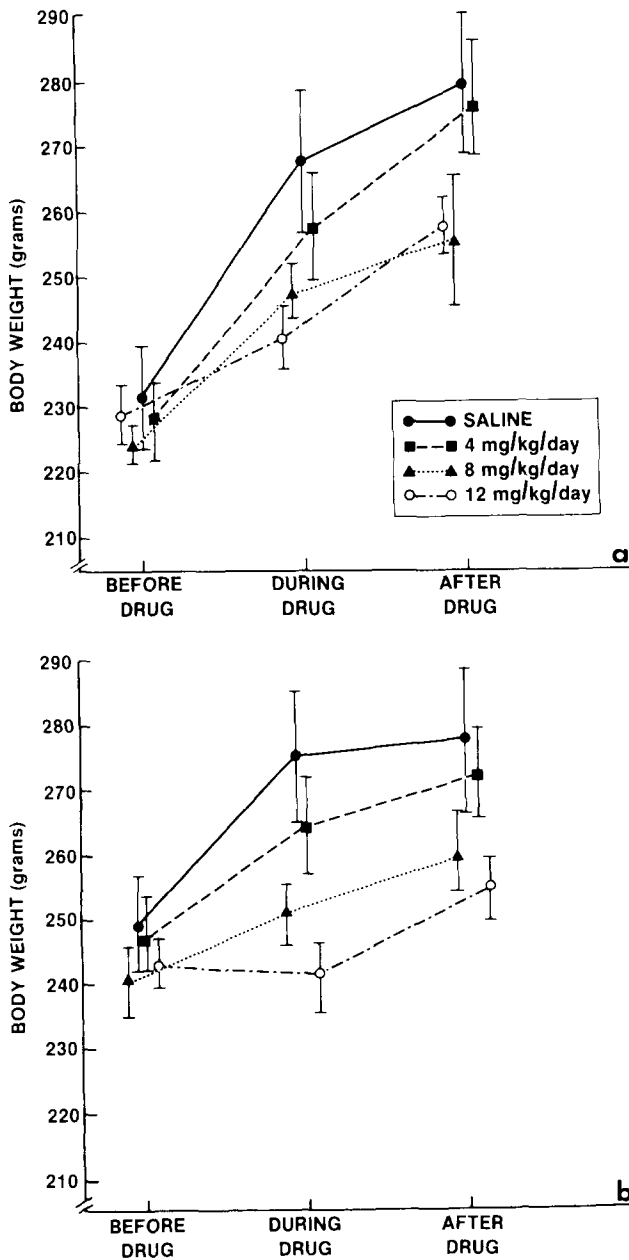 290
280
270
260
250
240
230
220
210
BODY WEIGHT (grams)
SALINE
4 mg/kg/day
8 mg/kg/day
12 mg/kg/day
a
BEFORE DRUG
DURING DRUG
AFTER DRUG
290
280
270
260
250
240
230
220
210
BODY WEIGHT (grams)
b
BEFORE DRUG
DURING DRUG
AFTER DRUG